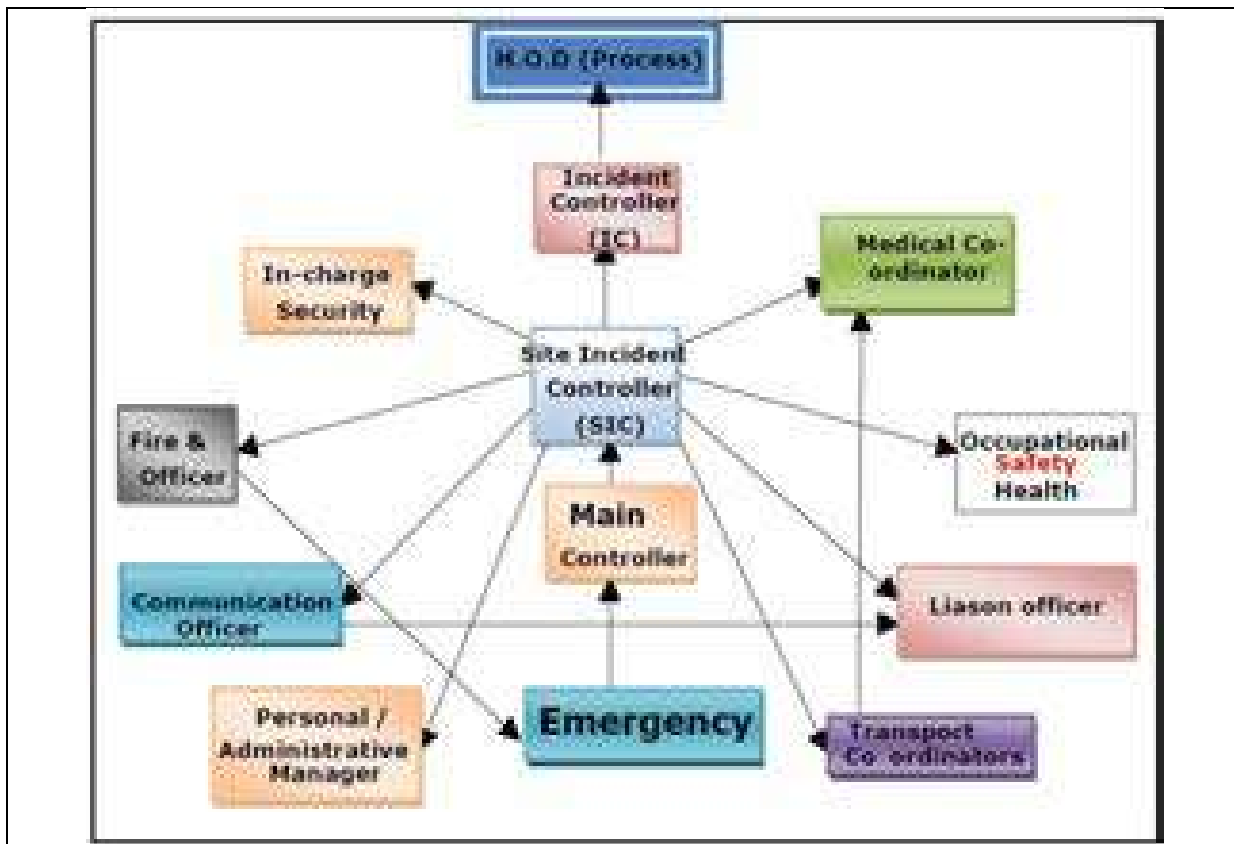 H.O.D (Process)
Incident
Controller
(IC)
Medical Co-
ordinator
In-charge
Security
Site Incident
Controller
(SIC)
Fire &
Officer
Occupational
Safety
Health
Main
Controller
Communication
Officer
Liason officer
Personal /
Administrative
Manager
Emergency
Transport
Co ordinators